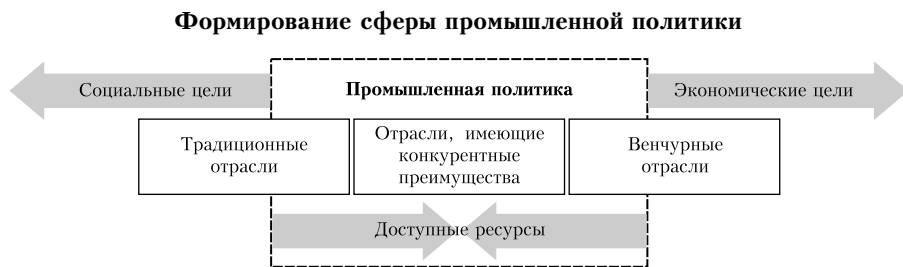 Формирование сферы промышленной политики
Социальные цели
Промышленная политика
Экономические цели
Традиционные
отрасли
Отрасли, имеющие
конкурентные
преимущества
Венчурные
отрасли
Доступные ресурсы